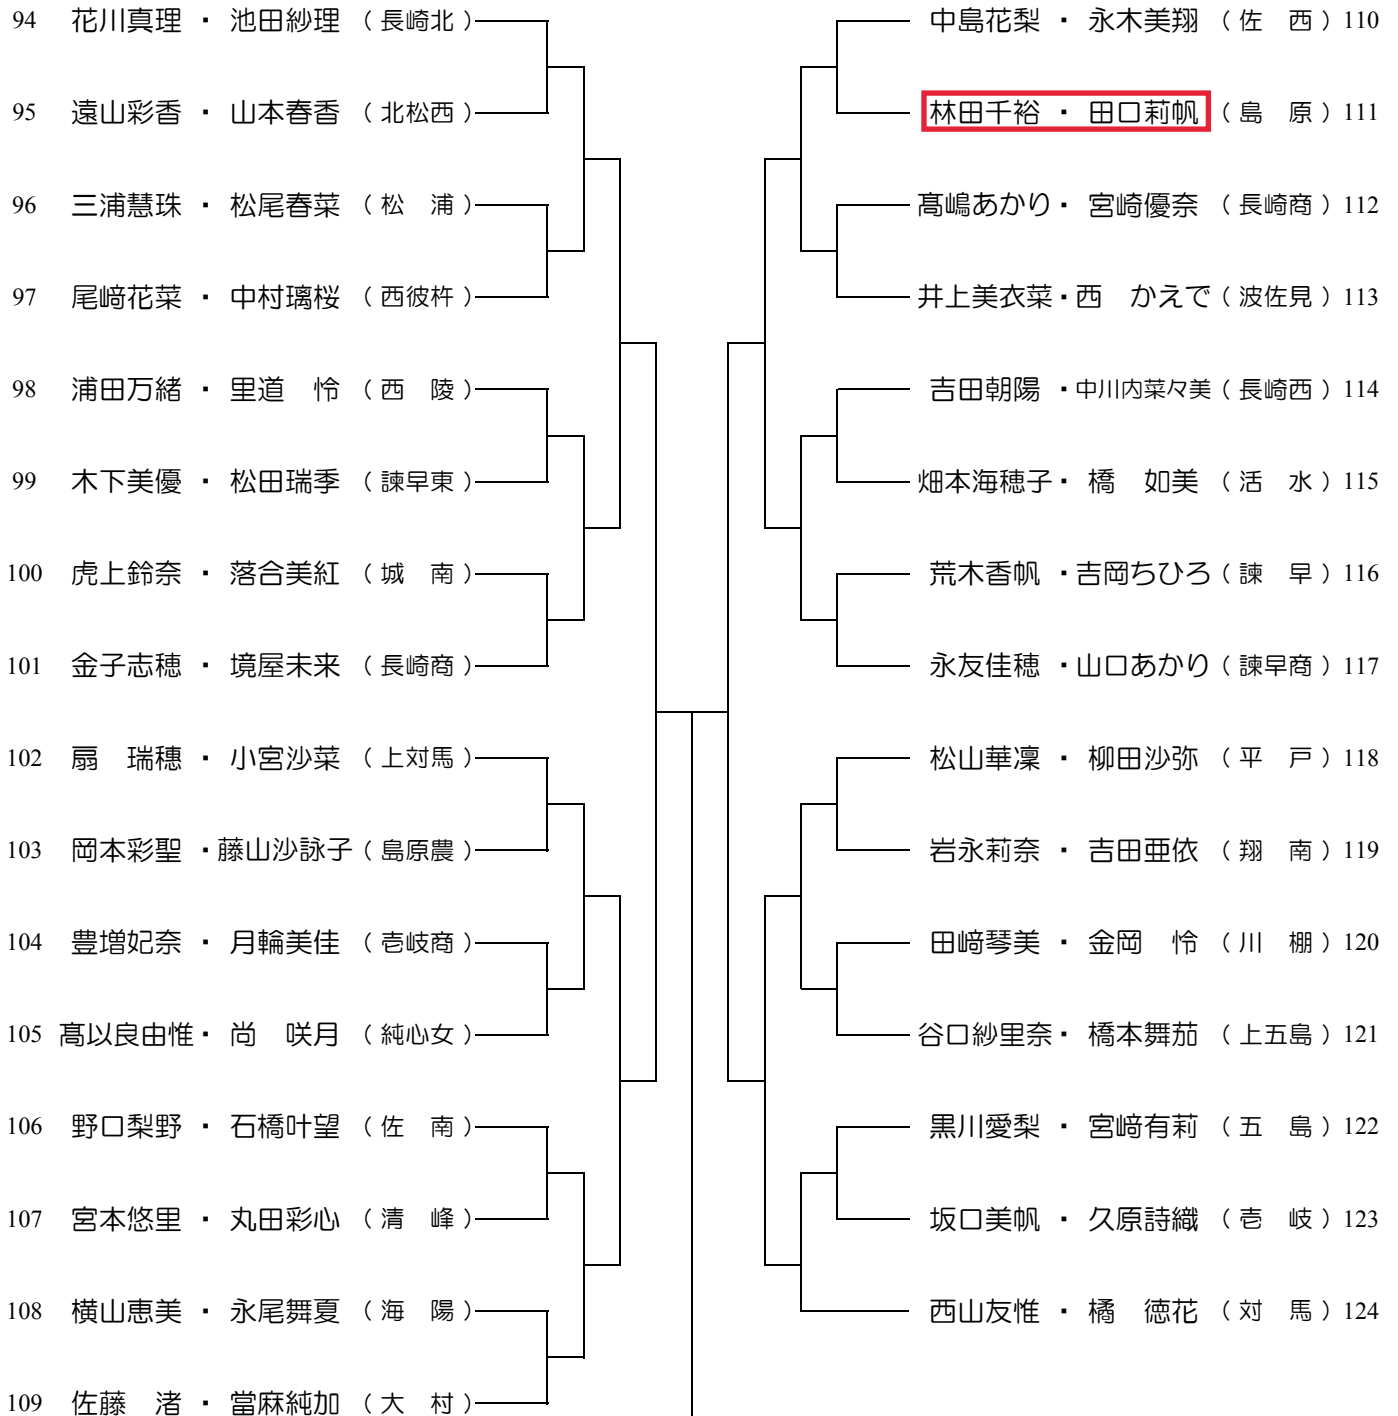 94 花川真理 ・ 池田紗理 （ 長崎北 ）
95 遠山彩香 ・ 山本春香 （ 北松西 ）
96 三浦慧珠 ・ 松尾春菜 （ 松　浦 ）
97 尾﨑花菜 ・ 中村璃桜 （ 西彼杵 ）
98 浦田万緒 ・ 里道　怜 （ 西　陵 ）
99 木下美優 ・ 松田瑞季 （ 諫早東 ）
100 虎上鈴奈 ・ 落合美紅 （ 城　南 ）
101 金子志穂 ・ 境屋未来 （ 長崎商 ）
102 扇　瑞穂 ・ 小宮沙菜 （ 上対馬 ）
103 岡本彩聖 ・ 藤山沙詠子 （ 島原農 ）
104 豊増妃奈 ・ 月輪美佳 （ 壱岐商 ）
105 髙以良由惟 ・ 尚　咲月 （ 純心女 ）
106 野口梨野 ・ 石橋叶望 （ 佐　南 ）
107 宮本悠里 ・ 丸田彩心 （ 清　峰 ）
108 横山恵美 ・ 永尾舞夏 （ 海　陽 ）
109 佐藤　渚 ・ 當麻純加 （ 大　村 ）
中島花梨 ・ 永木美翔 （ 佐　西 ） 110
林田千裕 ・ 田口莉帆 （ 島　原 ） 111
髙嶋あかり ・ 宮崎優奈 （ 長崎商 ） 112
井上美衣菜 ・ 西　かえで （ 波佐見 ） 113
吉田朝陽 ・ 中川内菜々美 （ 長崎西 ） 114
畑本海穂子 ・ 橋　如美 （ 活　水 ） 115
荒木香帆 ・ 吉岡ちひろ （ 諫　早 ） 116
永友佳穂 ・ 山口あかり （ 諫早商 ） 117
松山華凜 ・ 柳田沙弥 （ 平　戸 ） 118
岩永莉奈 ・ 吉田亜依 （ 翔　南 ） 119
田﨑琴美 ・ 金岡　怜 （ 川　棚 ） 120
谷口紗里奈 ・ 橋本舞茄 （ 上五島 ） 121
黒川愛梨 ・ 宮﨑有莉 （ 五　島 ） 122
坂口美帆 ・ 久原詩織 （ 壱　岐 ） 123
西山友惟 ・ 橘　徳花 （ 対　馬 ） 124